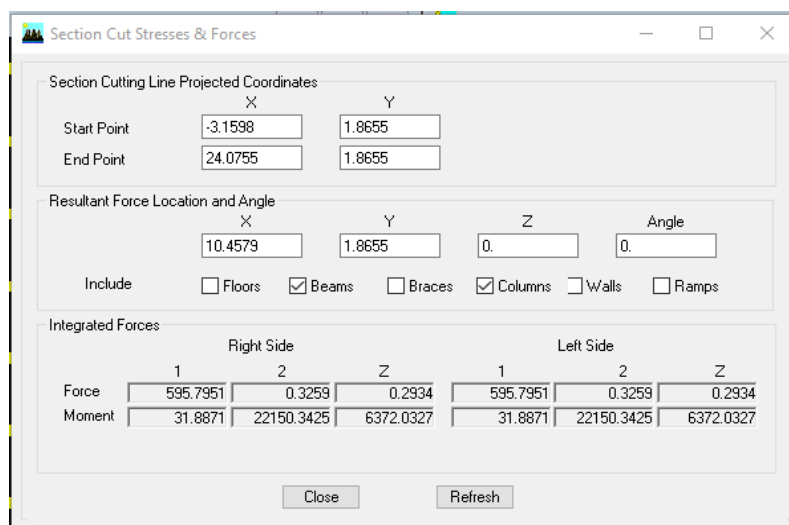 Section Cut Stresses & Forces
Section Cutting Line Projected Coordinates
X Y
Start Point -3.1598 1.8655
End Point 24.0755 1.8655
Resultant Force Location and Angle
X Y Z Angle
10.4579 1.8655 0. 0.
Include Floors Beams Braces Columns Walls Ramps
Integrated Forces
Right Side Left Side
1 2 Z 1 2 Z
Force 595.7951 0.3259 0.2934 595.7951 0.3259 0.2934
Moment 31.8871 22150.3425 6372.0327 31.8871 22150.3425 6372.0327
Close Refresh